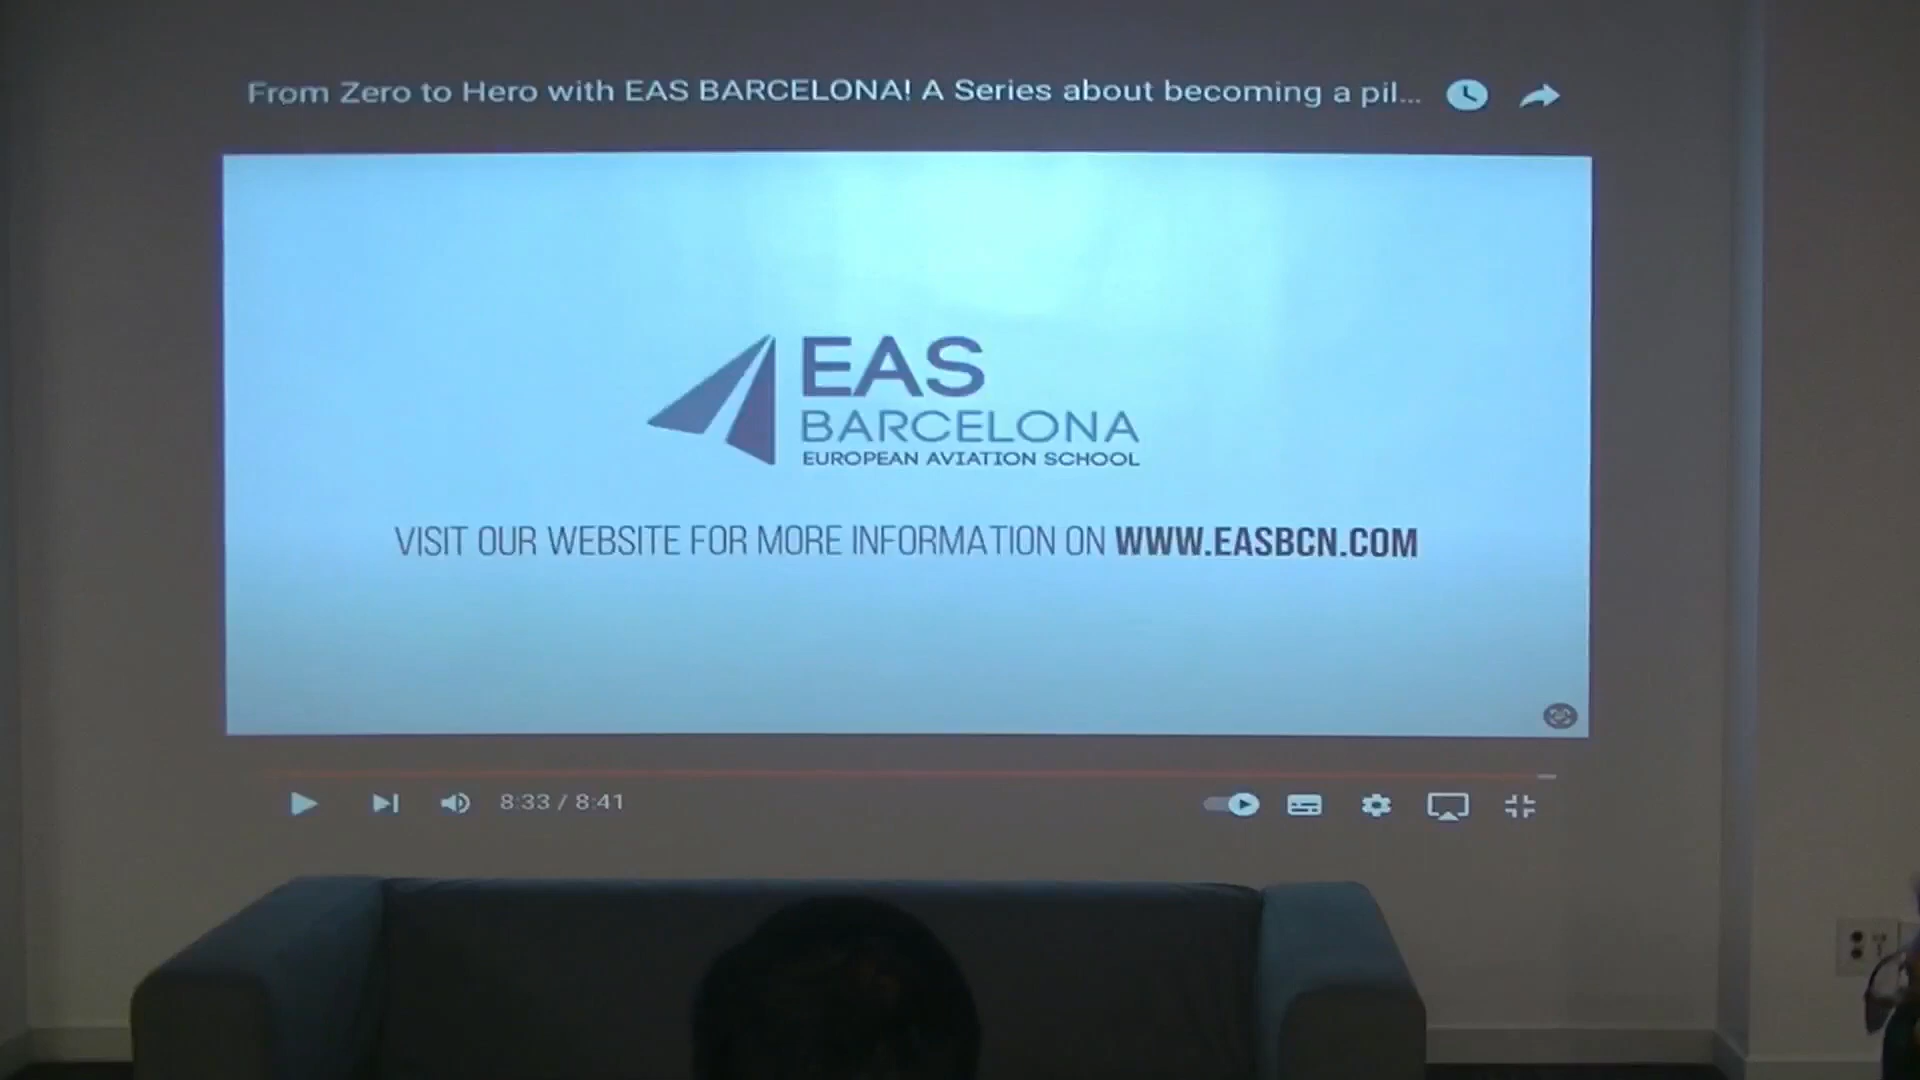 From Zero to Hero with EAS BARCELONA! A Series about becoming a pil...
EAS
BARCELONA
EUROPEAN AVIATION SCHOOL
VISIT OUR WEBSITE FOR MORE INFORMATION ON WWW.EASBCN.COM
8:33 / 8:41